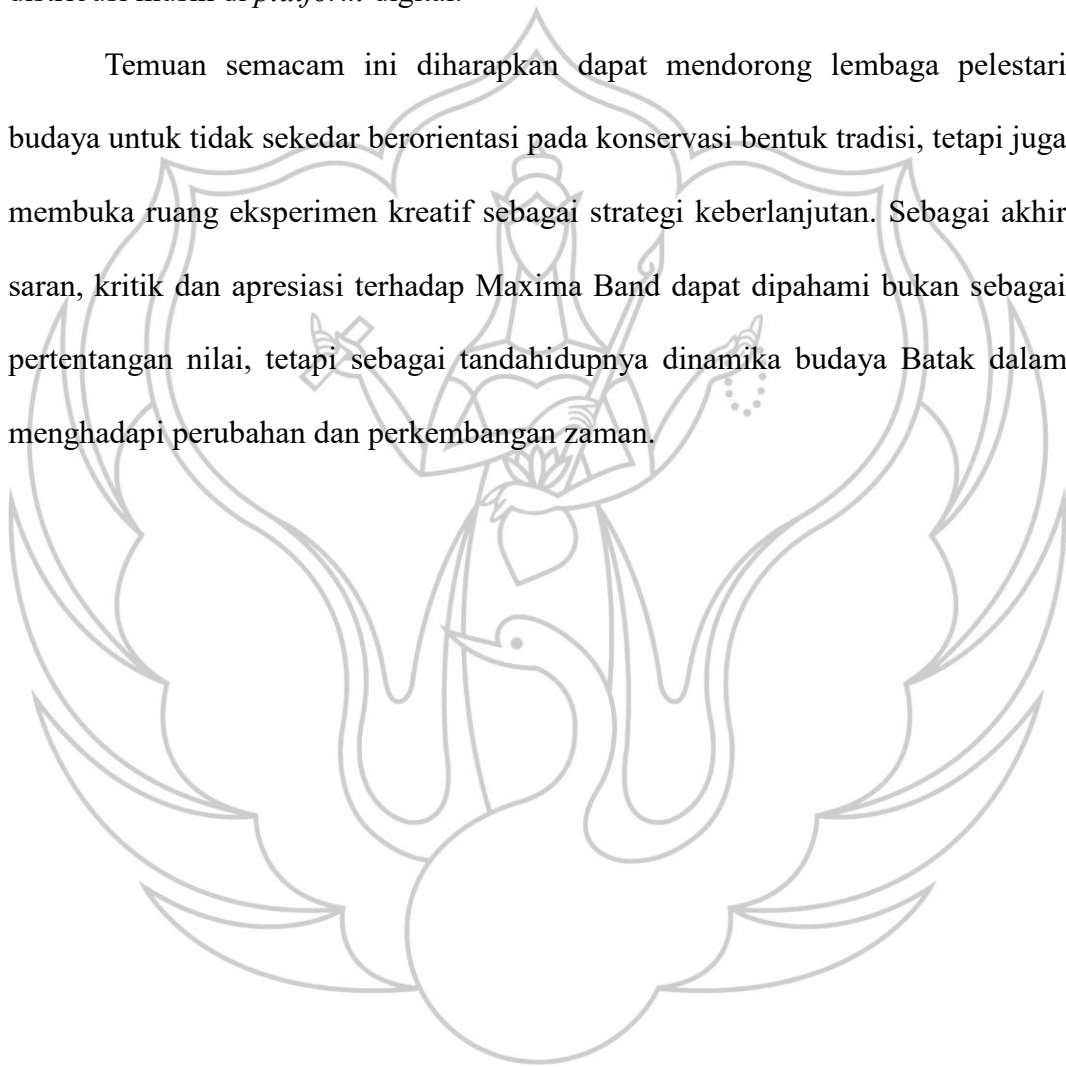 distribusi musik di platform digital.
Temuan semacam ini diharapkan dapat mendorong lembaga pelestari
budaya untuk tidak sekedar berorientasi pada konservasi bentuk tradisi, tetapi juga
membuka ruang eksperimen kreatif sebagai strategi keberlanjutan. Sebagai akhir
saran, kritik dan apresiasi terhadap Maxima Band dapat dipahami bukan sebagai
pertentangan nilai, tetapi sebagai tandahidupnya dinamika budaya Batak dalam
menghadapi perubahan dan perkembangan zaman.